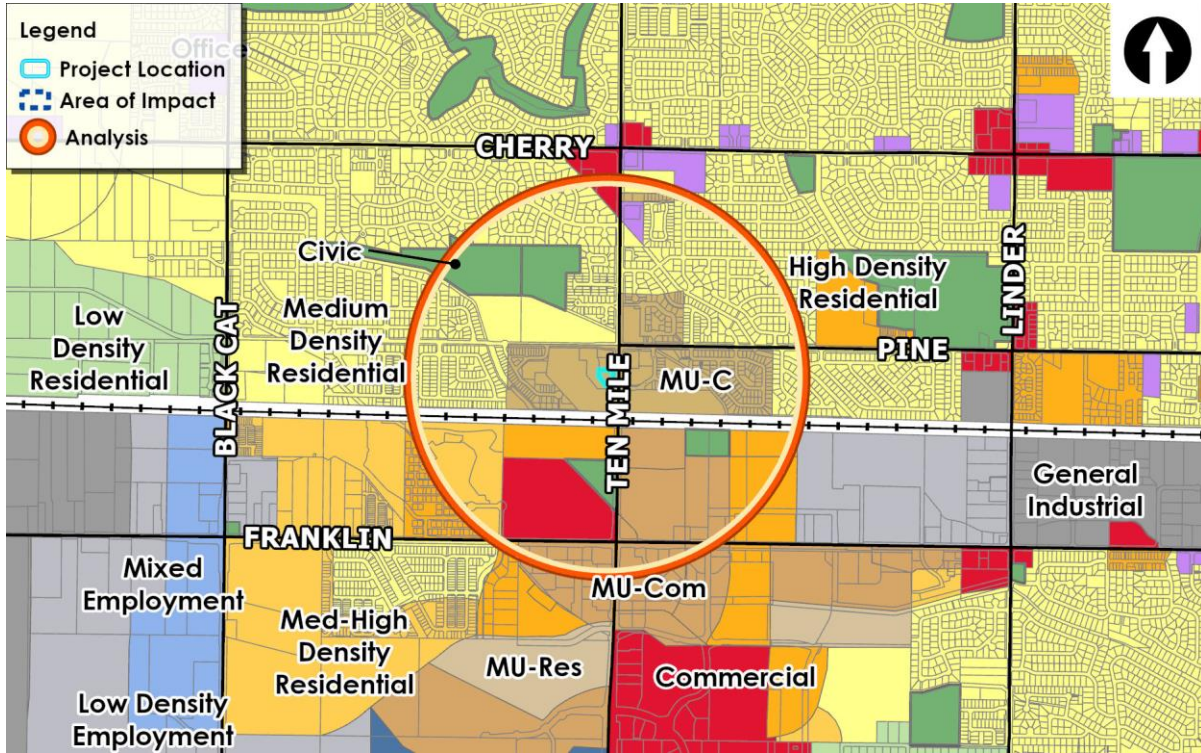 Legend
Office
Project Location
Area of Impact
Analysis
CHERRY
Civic
High Density
Residential
LINDER
Low
Density
Residential
BLACK CAT
Medium
Density
Residential
TEN MILE
MU-C
PINE
General
Industrial
FRANKLIN
Mixed
Employment
MU-Com
Med-High
Density
Residential
MU-Res
Commercial
Low Density
Employment